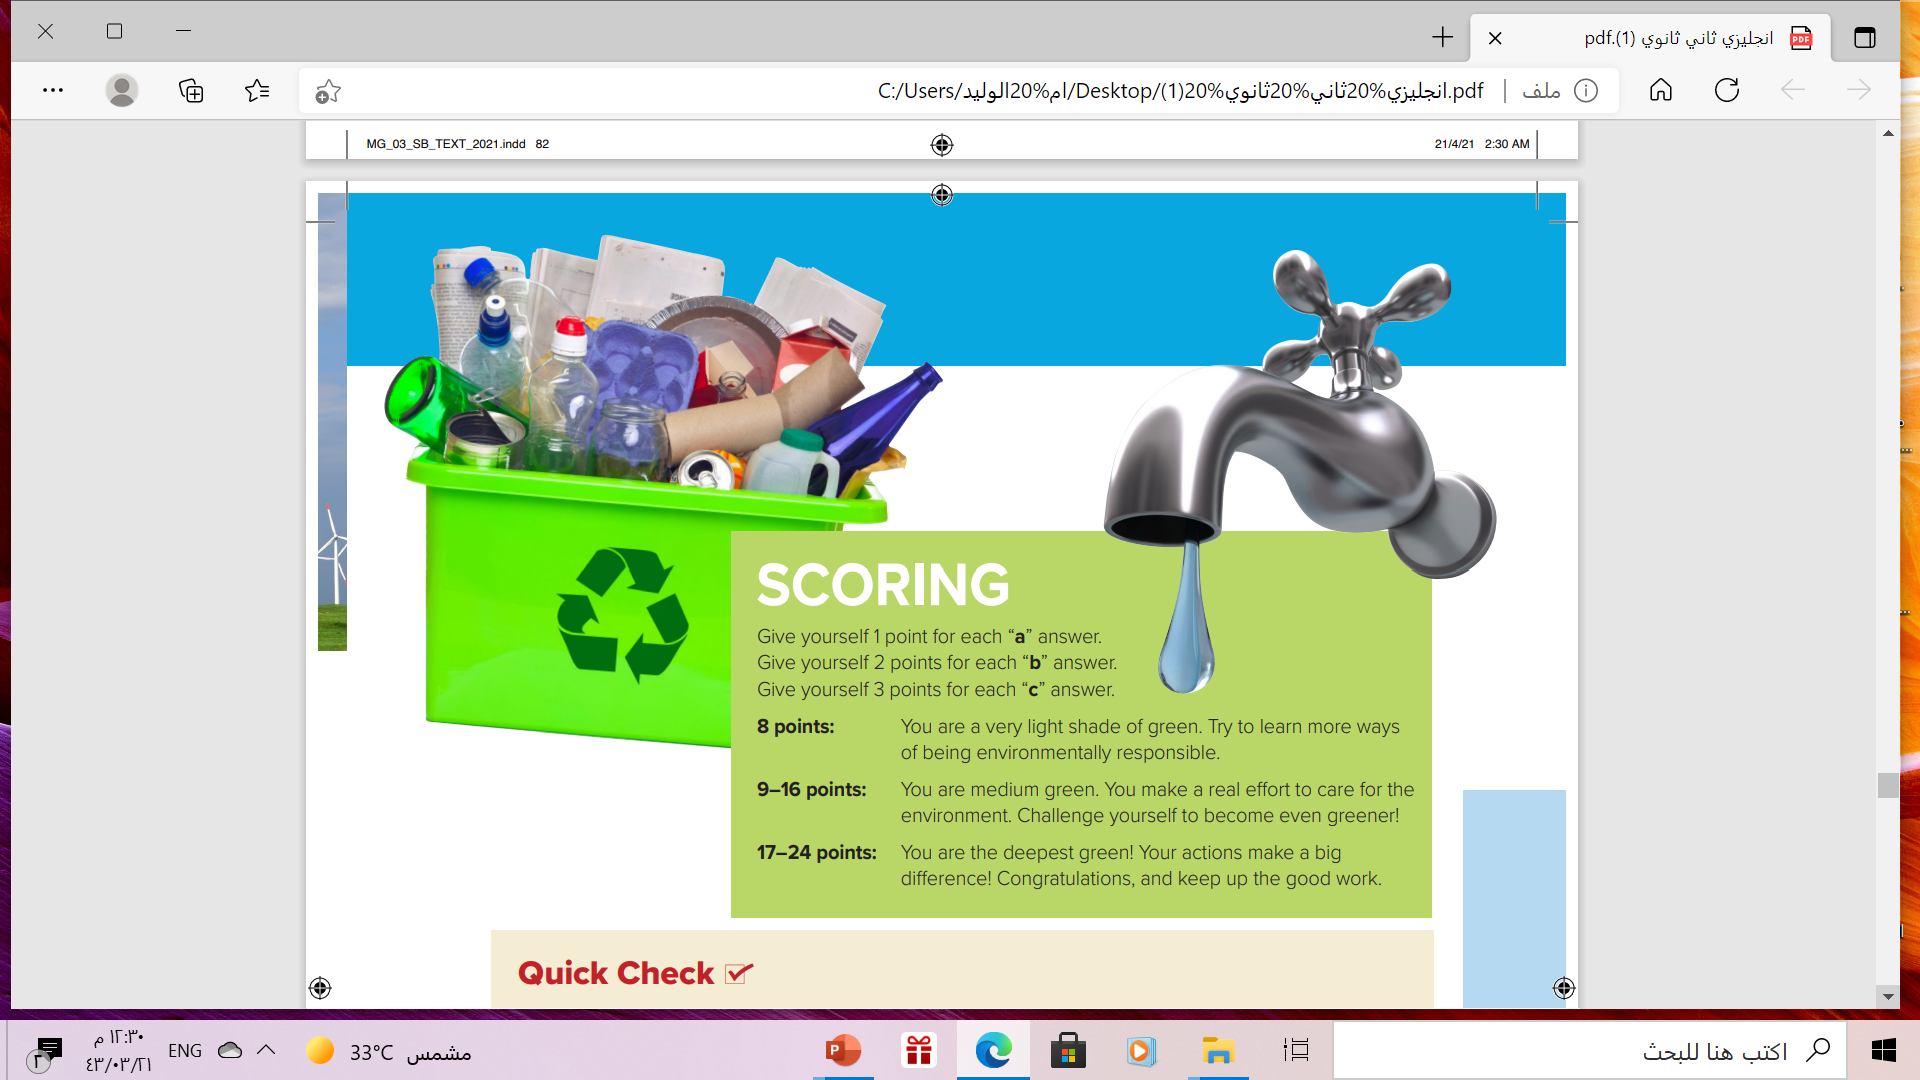 انجليزي ثاني ثانوي (1).pdf
ملف
C:/Users/ام%20الوليد/Desktop/انجليزي%20ثاني%20ثانوي%20(1).pdf
MG_03_SB_TEXT_2021.indd 82
21/4/21 2:30 AM
SCORING
Give yourself 1 point for each “a” answer.
Give yourself 2 points for each “b” answer.
Give yourself 3 points for each “c” answer.
8 points: You are a very light shade of green. Try to learn more ways
of being environmentally responsible.
9–16 points: You are medium green. You make a real effort to care for the
environment. Challenge yourself to become even greener!
17–24 points: You are the deepest green! Your actions make a big
difference! Congratulations, and keep up the good work.
Quick Check
اكتب هنا للبحث
33°C مشمس
ENG
١٢:٣٠ م
٤٣/٠٣/٢١
٢